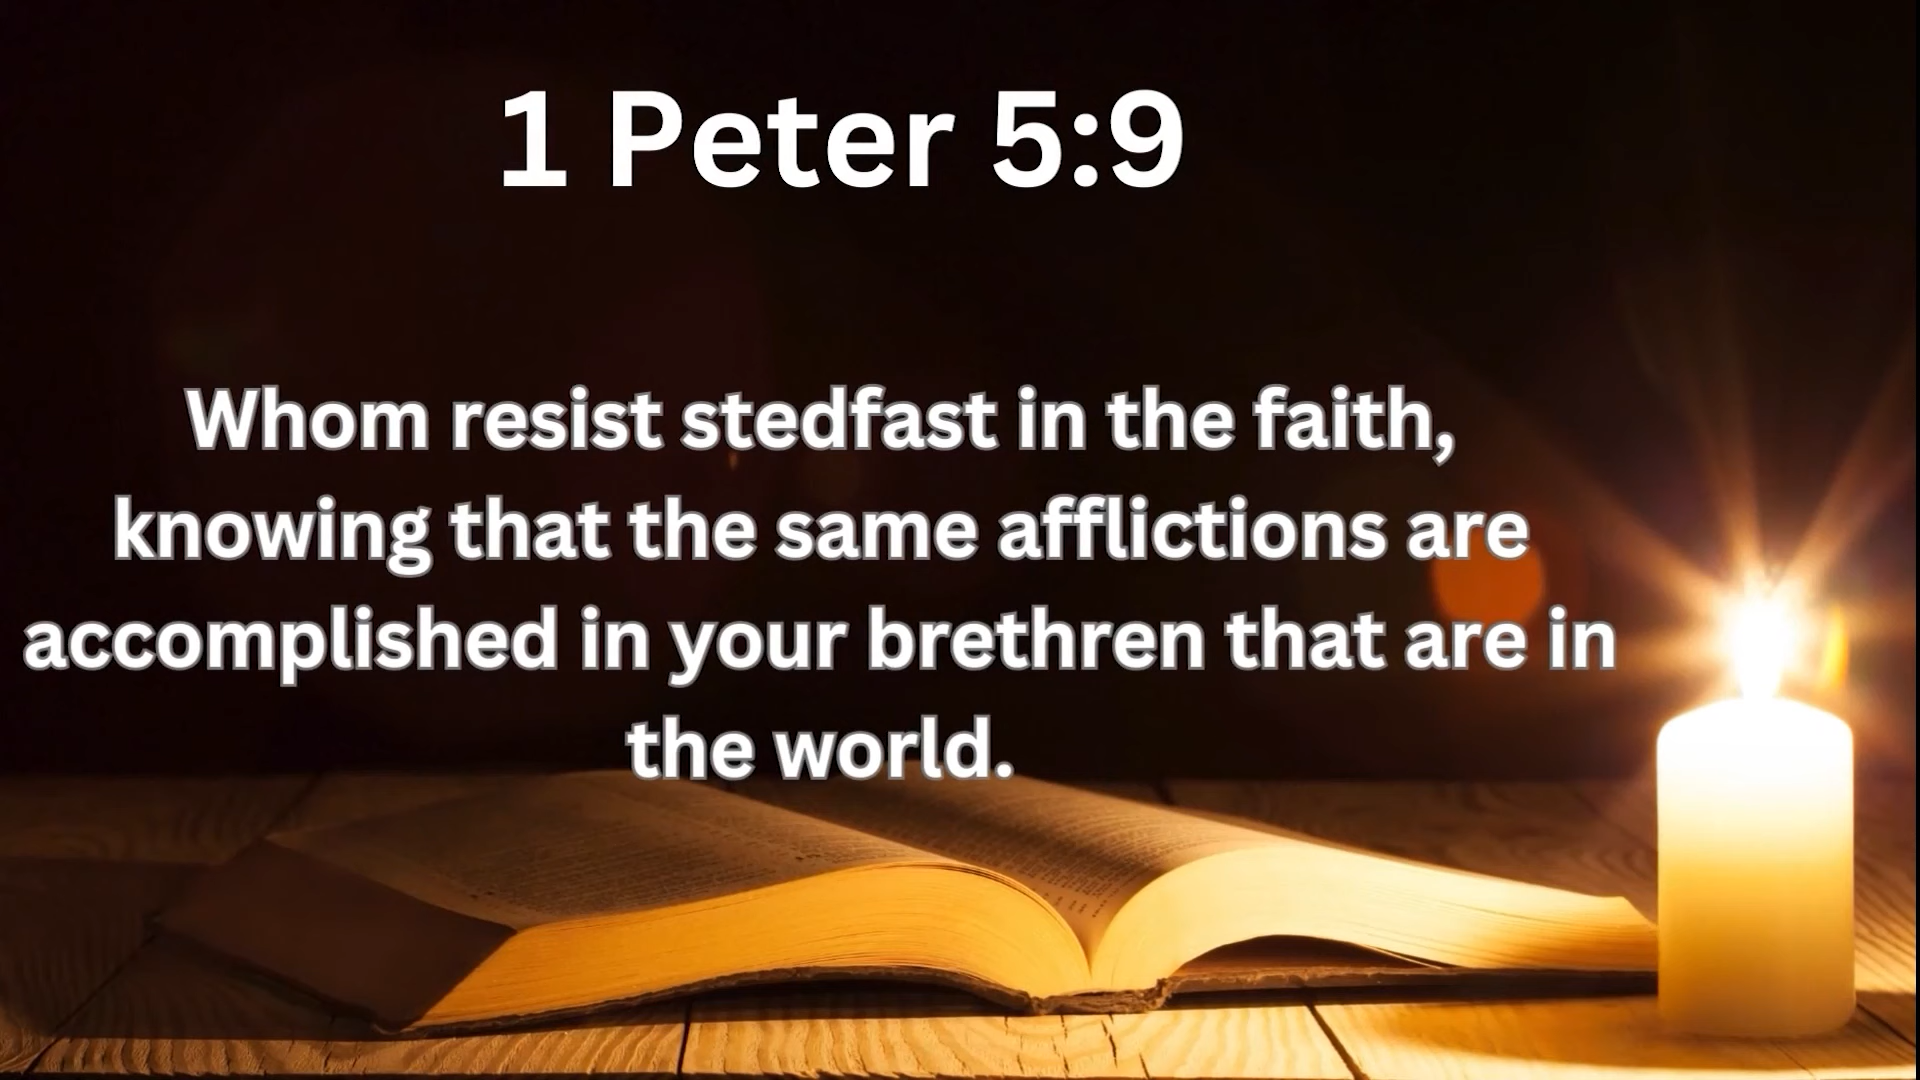 1 Peter 5:9
Whom resist stedfast in the faith,
knowing that the same afflictions are
accomplished in your brethren that are in
the world.